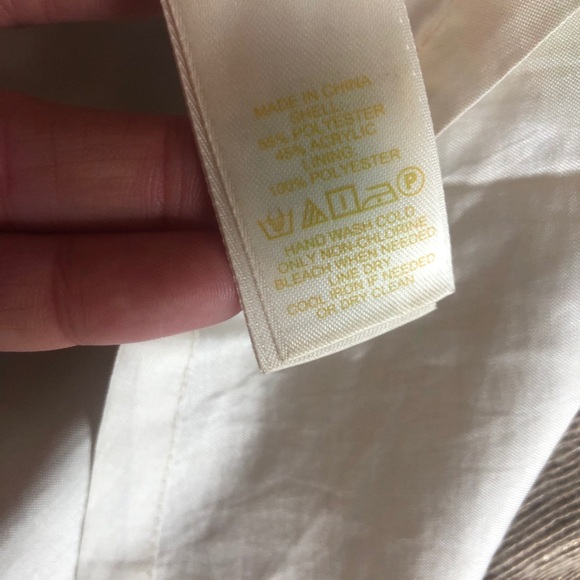 MADE IN CHINA
SHELL:
55% POLYESTER
45% ACRYLIC
LINING:
100% POLYESTER
P
HAND WASH COLD
ONLY NON-CHLORINE
BLEACH WHEN NEEDED
LINE DRY
COOL IRON IF NEEDED
OR DRY CLEAN